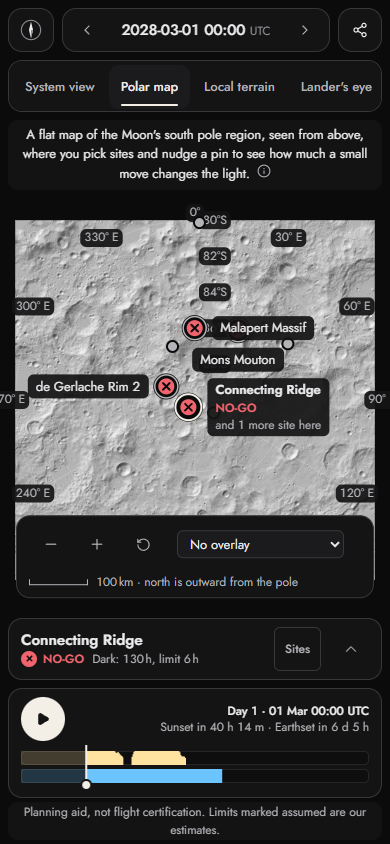 2028-03-01 00:00 UTC
System view
Polar map
Local terrain
Lander's eye
A flat map of the Moon's south pole region, seen from above,
where you pick sites and nudge a pin to see how much a small
move changes the light.
0°
80°S
330° E
30° E
82°S
84°S
300° E
60° E
Malapert Massif
Mons Mouton
de Gerlache Rim 2
Connecting Ridge
NO-GO
and 1 more site here
70° E
90°
240° E
120° E
No overlay
100 km · north is outward from the pole
Connecting Ridge
NO-GO Dark: 130 h, limit 6 h
Sites
Day 1 · 01 Mar 00:00 UTC
Sunset in 40 h 14 m · Earthset in 6 d 5 h
Planning aid, not flight certification. Limits marked assumed are our
estimates.